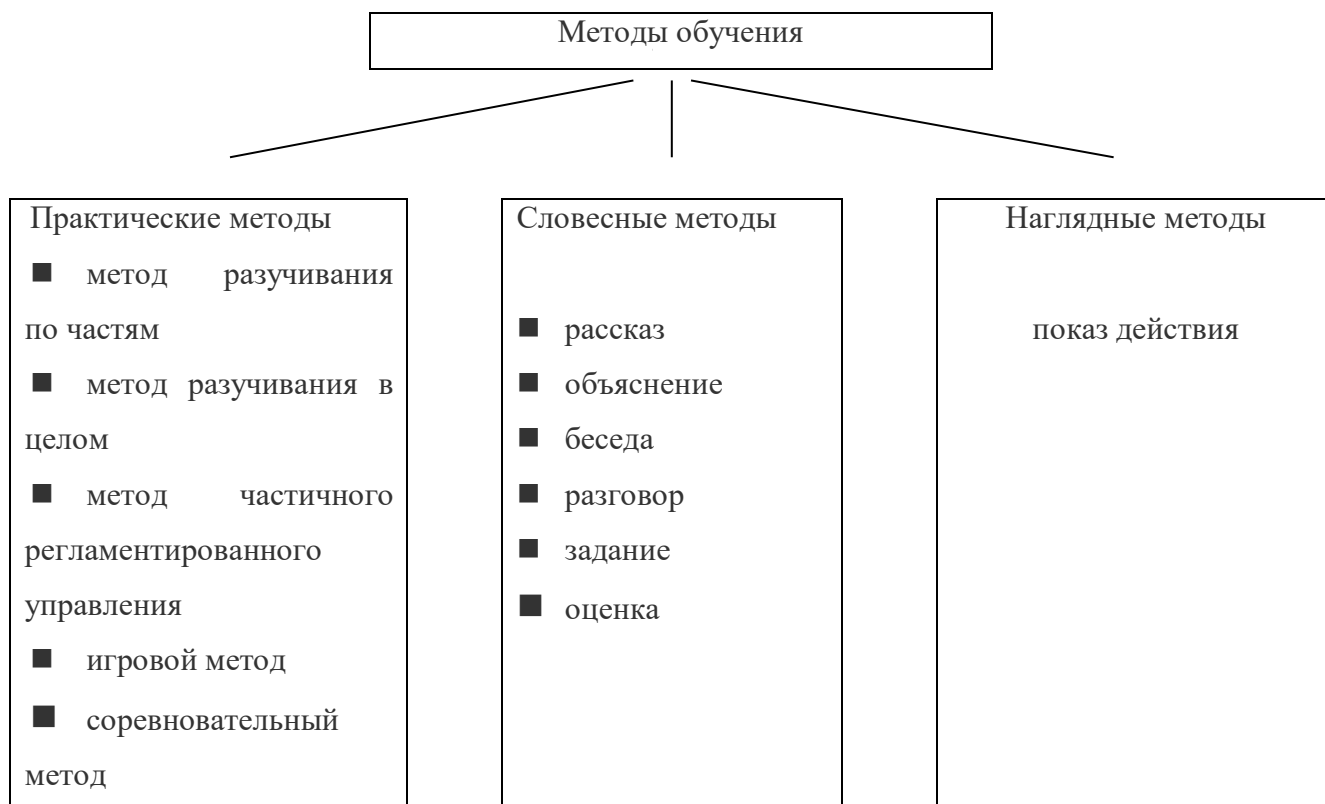 Методы обучения
Практические методы
■ метод разучивания
по частям
■ метод разучивания в
целом
■ метод частичного
регламентированного
управления
■ игровой метод
■ соревновательный
метод
Словесные методы
■ рассказ
■ объяснение
■ беседа
■ разговор
■ задание
■ оценка
Наглядные методы
показ действия